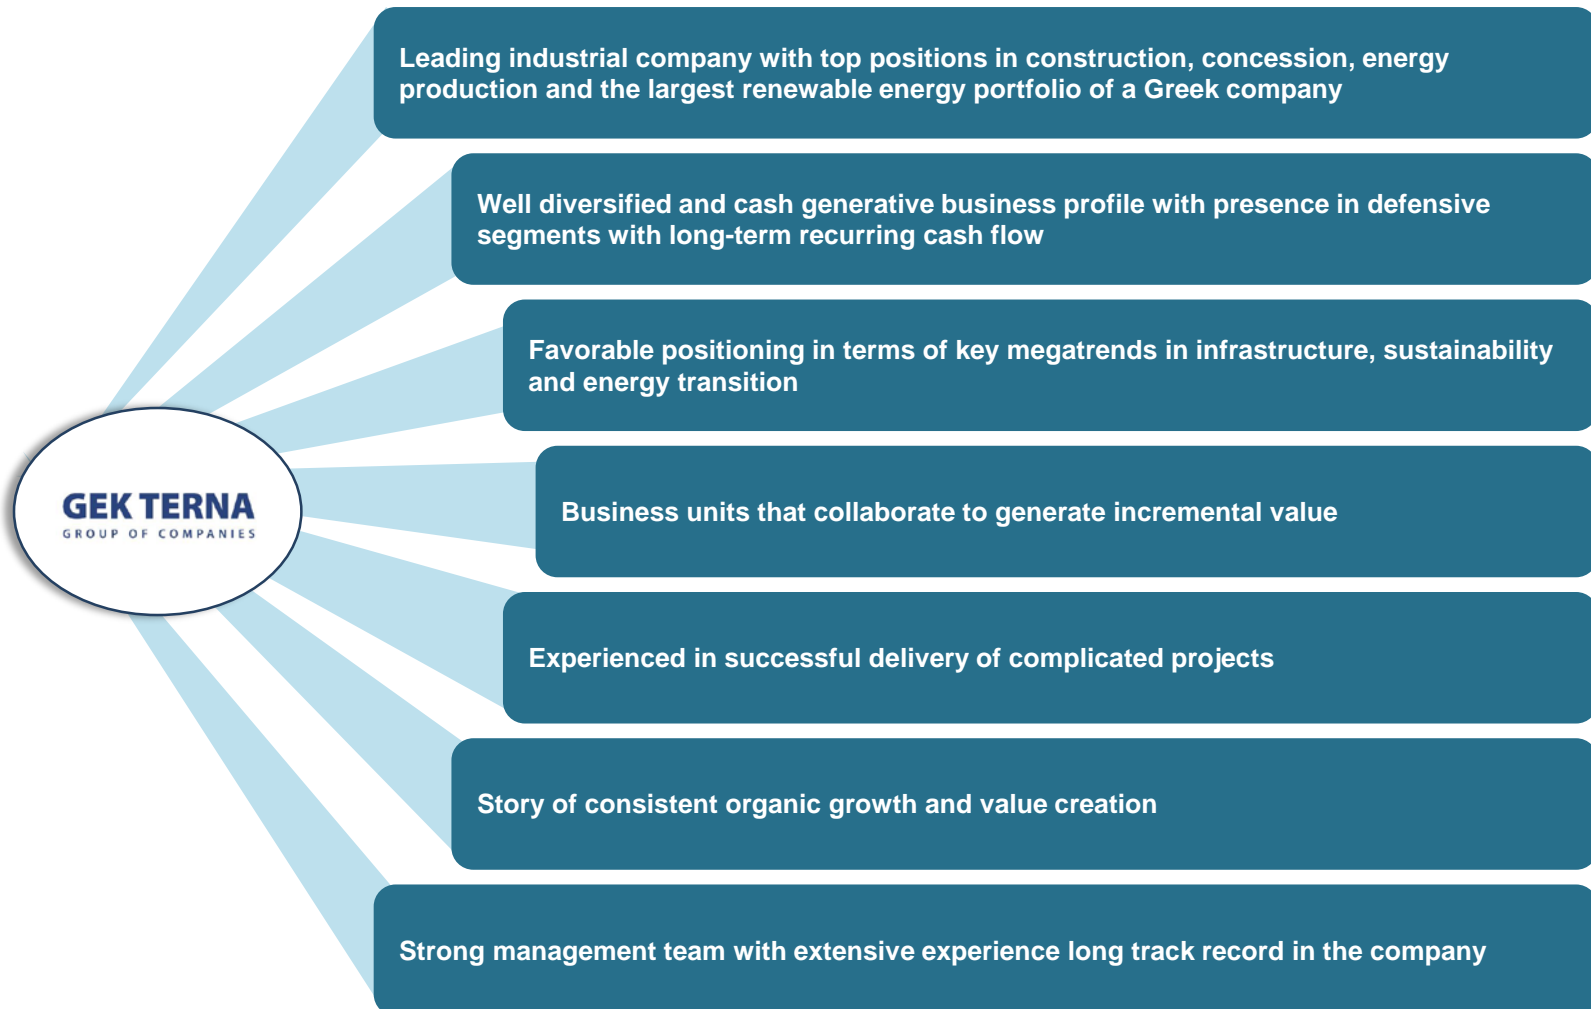 Leading industrial company with top positions in construction, concession, energy
production and the largest renewable energy portfolio of a Greek company
Well diversified and cash generative business profile with presence in defensive
segments with long-term recurring cash flow
Favorable positioning in terms of key megatrends in infrastructure, sustainability
and energy transition
GEK TERNA
GROUP OF COMPANIES
Business units that collaborate to generate incremental value
Experienced in successful delivery of complicated projects
Story of consistent organic growth and value creation
Strong management team with extensive experience long track record in the company